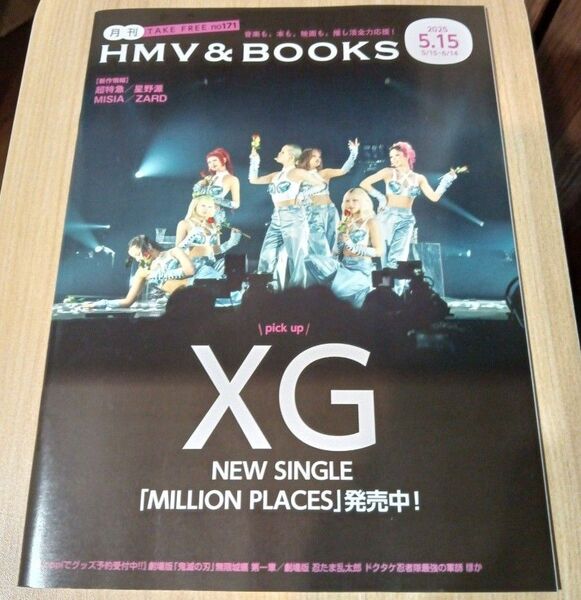 月刊
TAKE FREE no171
音楽も。本も。映画も。推し活全力応援!
HMV & BOOKS
2025
5.15
5/15-6/14
[新作情報]
超特急/星野源
MISIA/ZARD
\ pick up /
XG
NEW SINGLE
「MILLION PLACES」発売中!
oppiでグッズ予約受付中!!』劇場版「鬼滅の刃」無限城編 第一章/劇場版 忍たま乱太郎 ドクタケ忍者隊最強の軍師 ほか